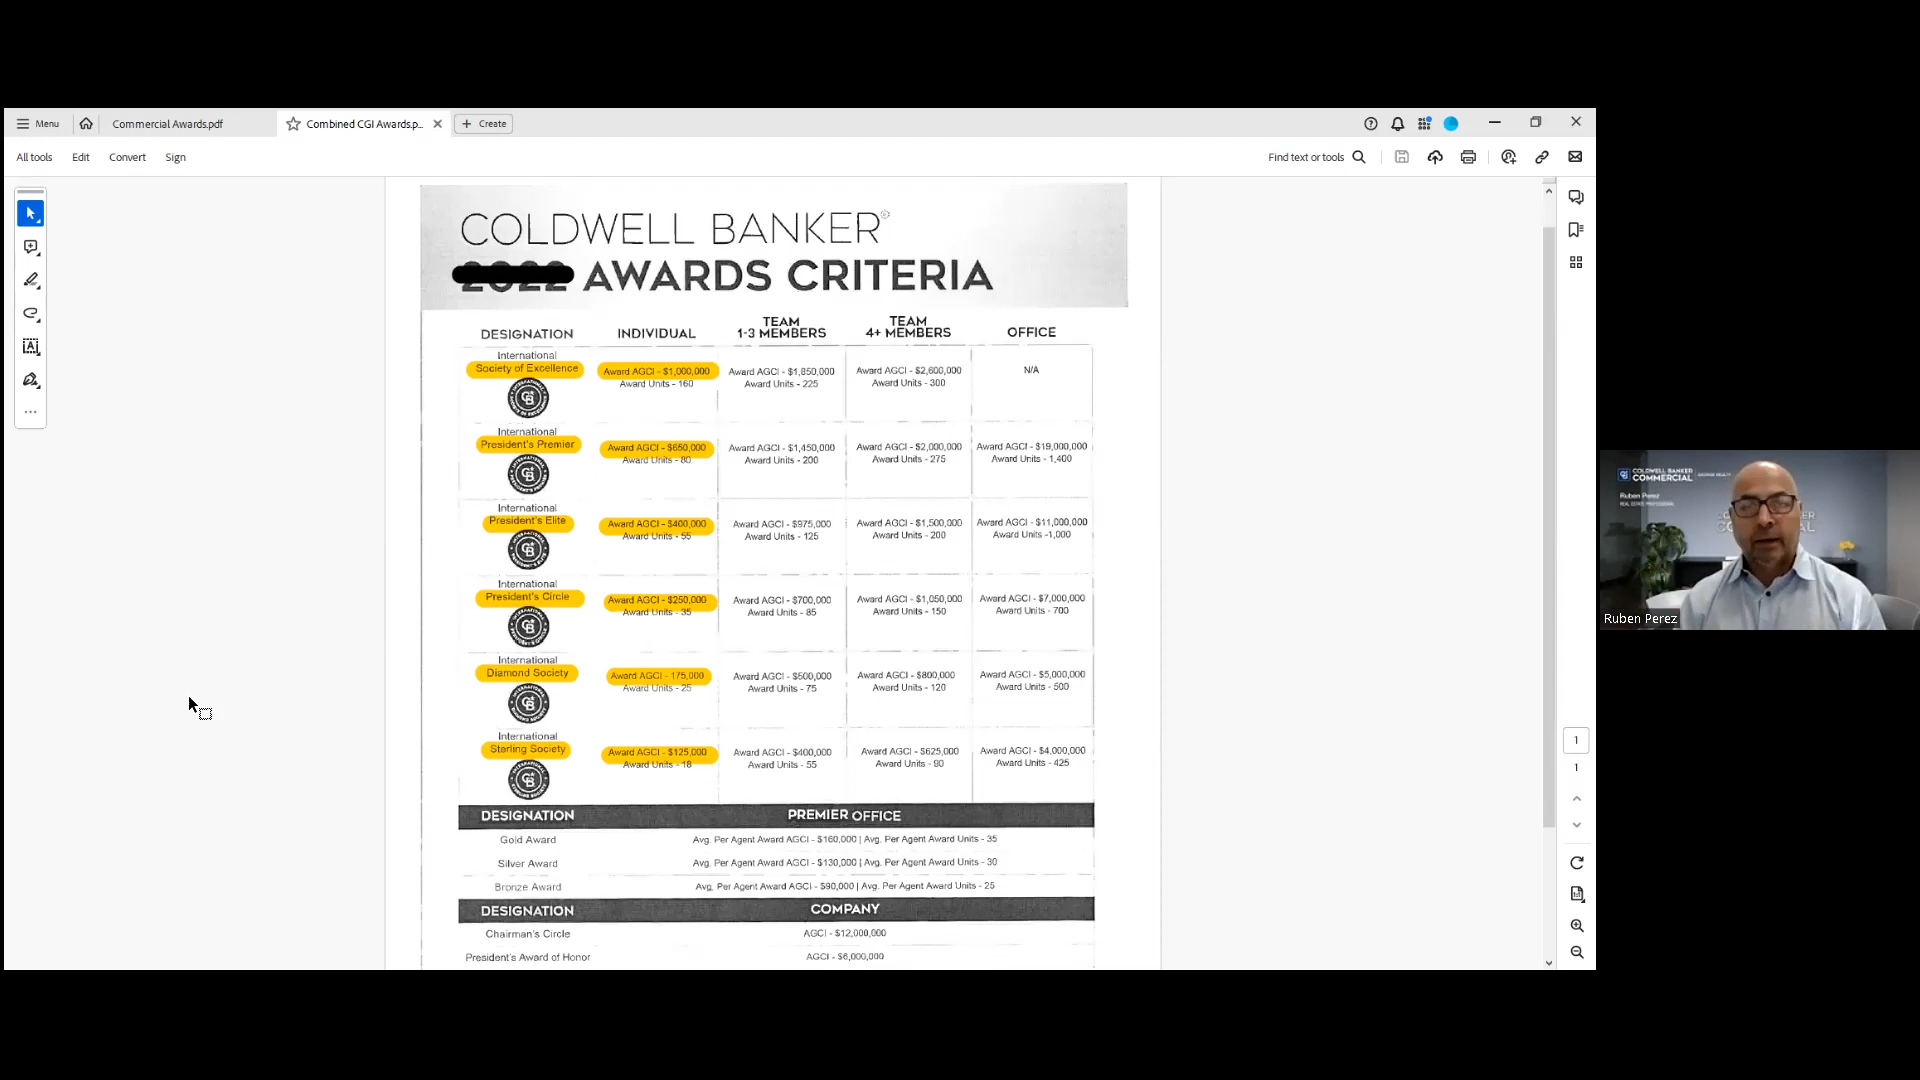 Menu
Commercial Awards.pdf
Combined CGI Awards.p...
Create
All tools
Edit
Convert
Sign
Find text or tools
COLDWELL BANKER®
2022 AWARDS CRITERIA
DESIGNATION INDIVIDUAL TEAM 1-3 MEMBERS TEAM 4+ MEMBERS OFFICE
International
Society of Excellence
Award AGCI - $1,000,000
Award Units - 160
Award AGCI - $1,850,000
Award Units - 225
Award AGCI - $2,600,000
Award Units - 300
N/A
International
President's Premier
Award AGCI - $650,000
Award Units - 80
Award AGCI - $1,450,000
Award Units - 200
Award AGCI - $2,000,000
Award Units - 275
Award AGCI - $19,000,000
Award Units - 1,400
International
President's Elite
Award AGCI - $400,000
Award Units - 55
Award AGCI - $975,000
Award Units - 125
Award AGCI - $1,500,000
Award Units - 200
Award AGCI - $11,000,000
Award Units -1,000
International
President's Circle
Award AGCI - $250,000
Award Units - 35
Award AGCI - $700,000
Award Units - 85
Award AGCI - $1,050,000
Award Units - 150
Award AGCI - $7,000,000
Award Units - 700
International
Diamond Society
Award AGCI - 175,000
Award Units - 25
Award AGCI - $500,000
Award Units - 75
Award AGCI - $800,000
Award Units - 120
Award AGCI - $5,000,000
Award Units - 500
International
Sterling Society
Award AGCI - $125,000
Award Units - 18
Award AGCI - $400,000
Award Units - 55
Award AGCI - $625,000
Award Units - 90
Award AGCI - $4,000,000
Award Units - 425
DESIGNATION PREMIER OFFICE
Gold Award Avg. Per Agent Award AGCI - $160,000 | Avg. Per Agent Award Units - 35
Silver Award Avg. Per Agent Award AGCI - $130,000 | Avg. Per Agent Award Units - 30
Bronze Award Avg. Per Agent Award AGCI - $90,000 | Avg. Per Agent Award Units - 25
DESIGNATION COMPANY
Chairman's Circle AGCI - $12,000,000
President's Award of Honor AGCI - $6,000,000
1
1
COLDWELL BANKER
COMMERCIAL
Ruben Perez
REAL ESTATE PROFESSIONAL
Ruben Perez